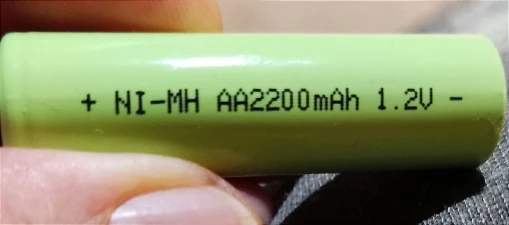 + NI-MH AA2200mAh 1.2V -